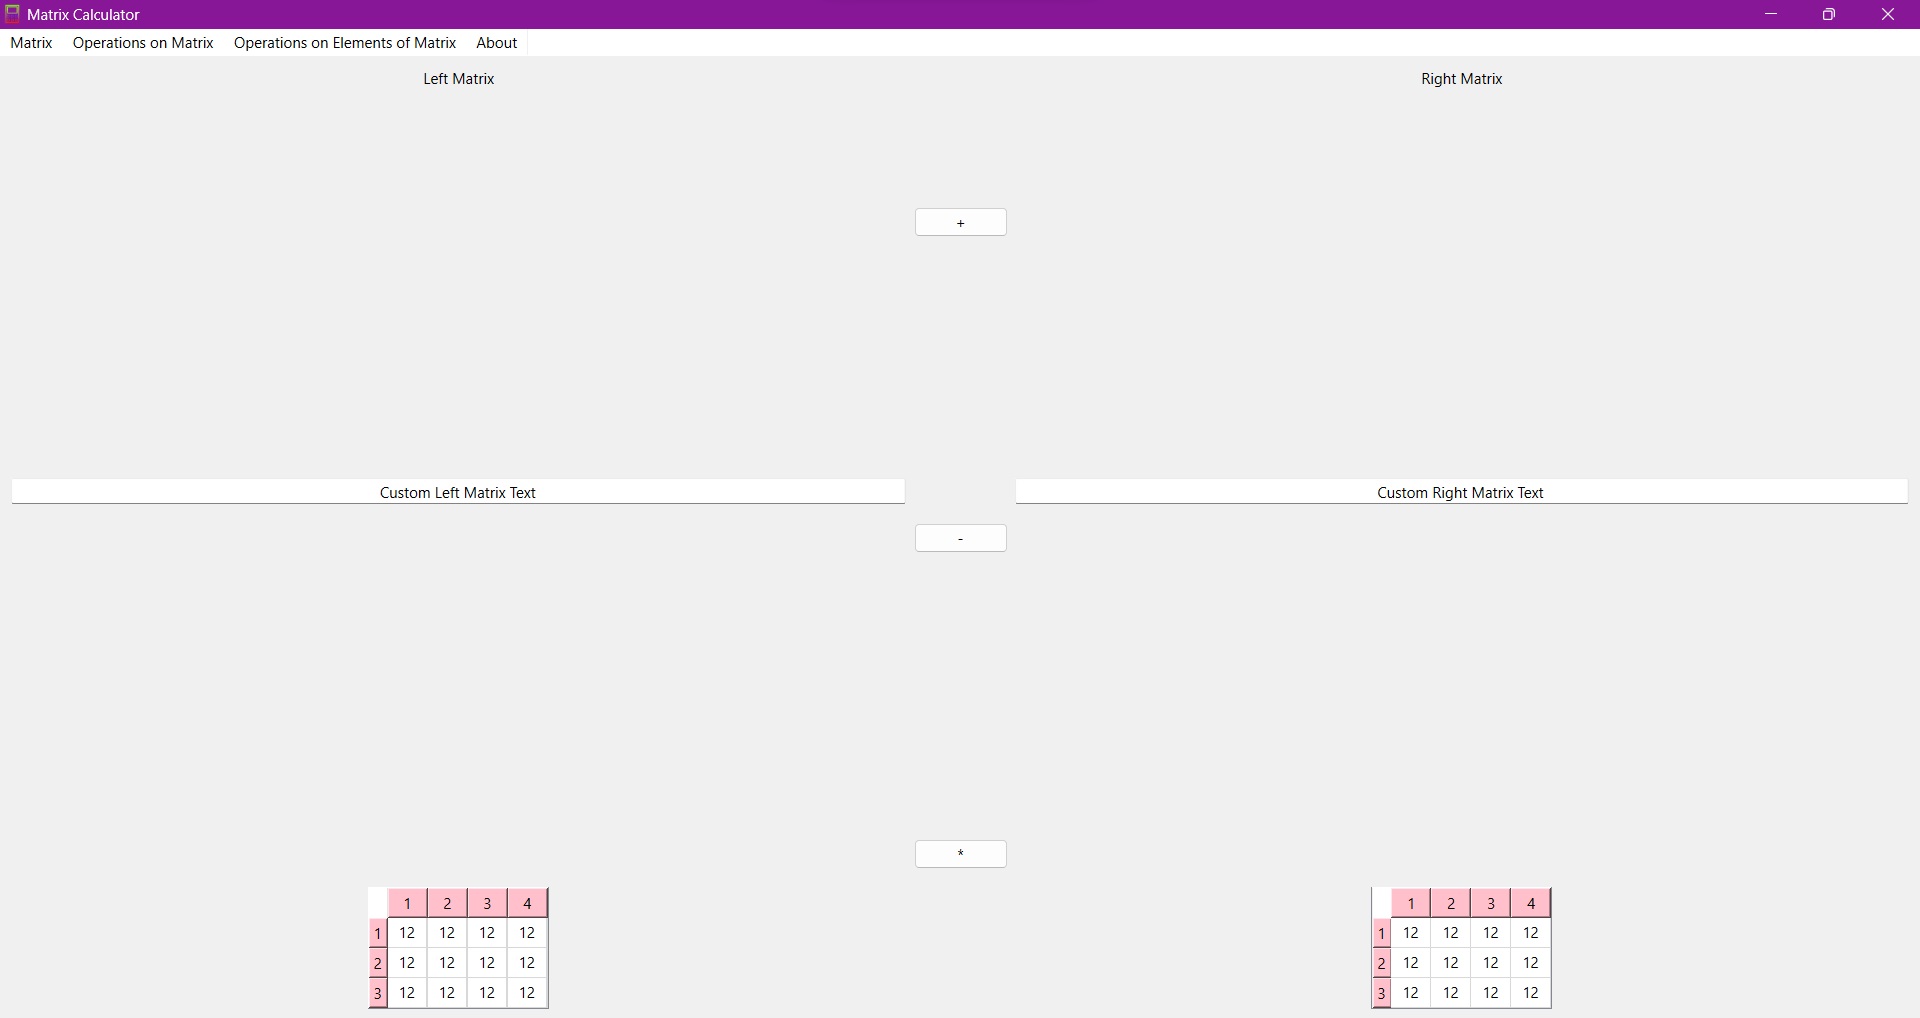 Matrix Calculator
Matrix Operations on Matrix Operations on Elements of Matrix About
Left Matrix Right Matrix
+
Custom Left Matrix Text Custom Right Matrix Text
-
*
1 2 3 4 1 2 3 4
1 12 12 12 12 1 12 12 12 12
2 12 12 12 12 2 12 12 12 12
3 12 12 12 12 3 12 12 12 12